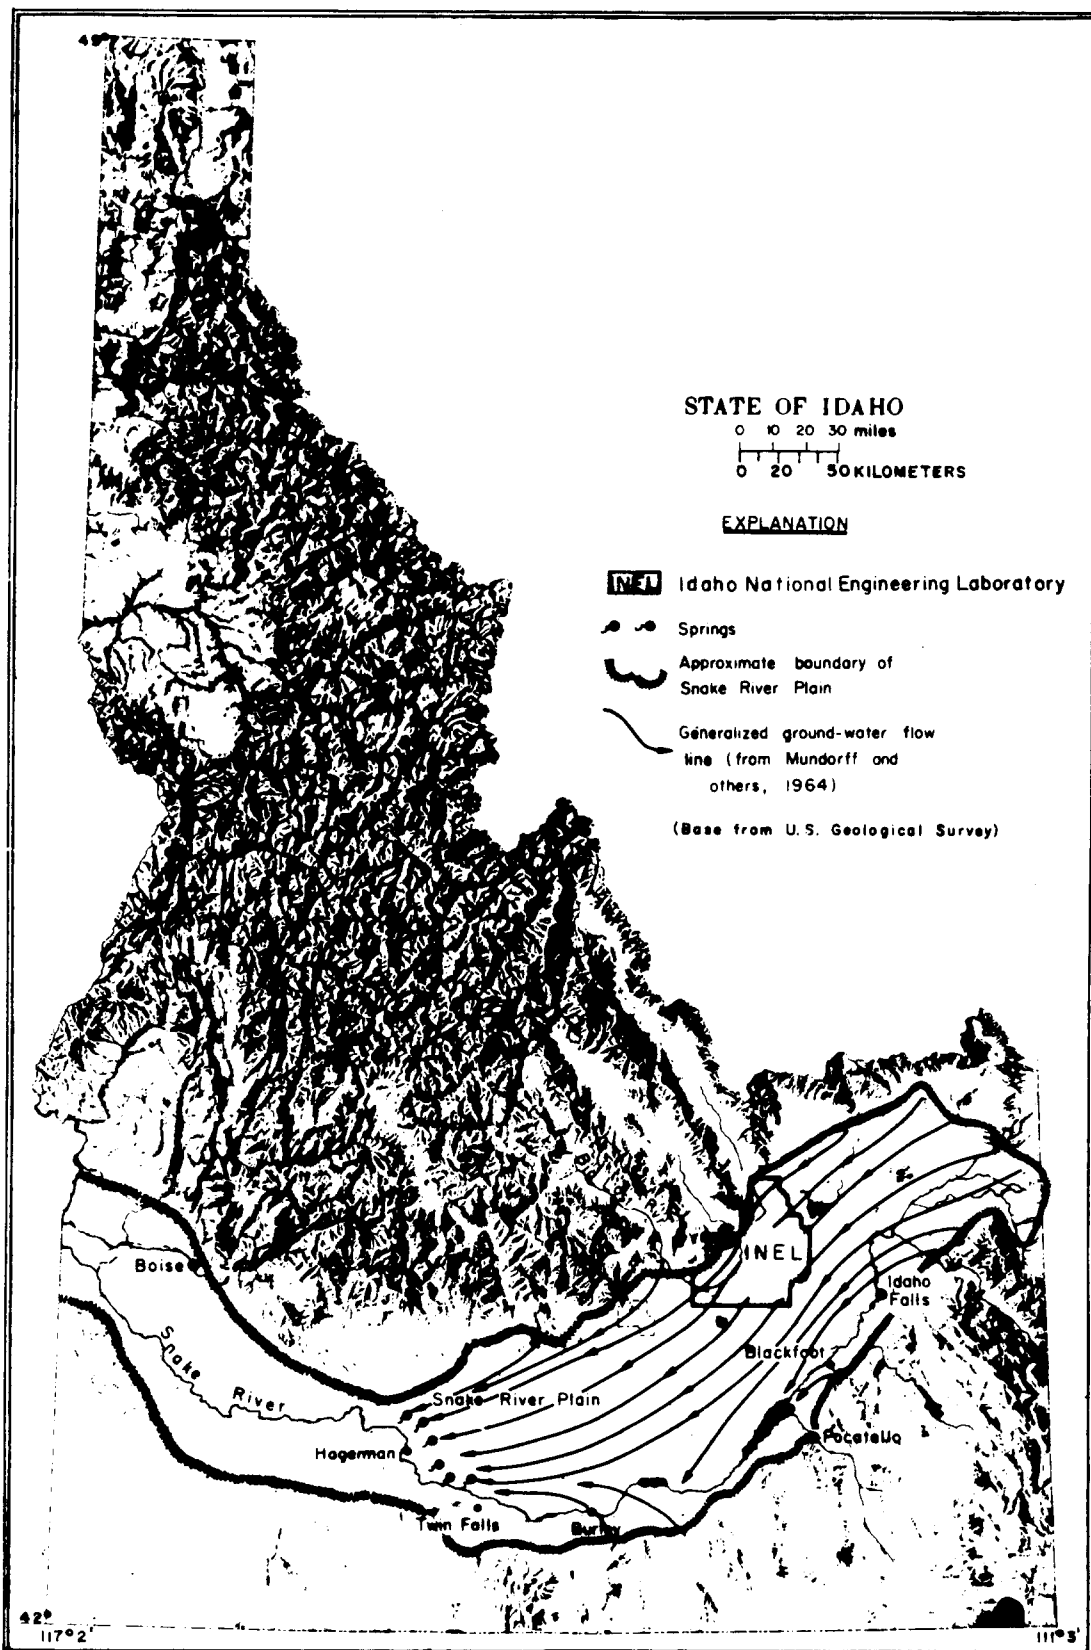 49°
STATE OF IDAHO
0 10 20 30 miles
0 20 50 KILOMETERS
EXPLANATION
INEL Idaho National Engineering Laboratory
Springs
Approximate boundary of
Snake River Plain
Generalized ground-water flow
line (from Mundorff and
others, 1964)
(Base from U.S. Geological Survey)
INEL
Boise
Idaho
Falls
Snake River
Blackfoot
Snake River Plain
Pocatello
Hagerman
Twin Falls
Burley
42°
117°2'
111°3'